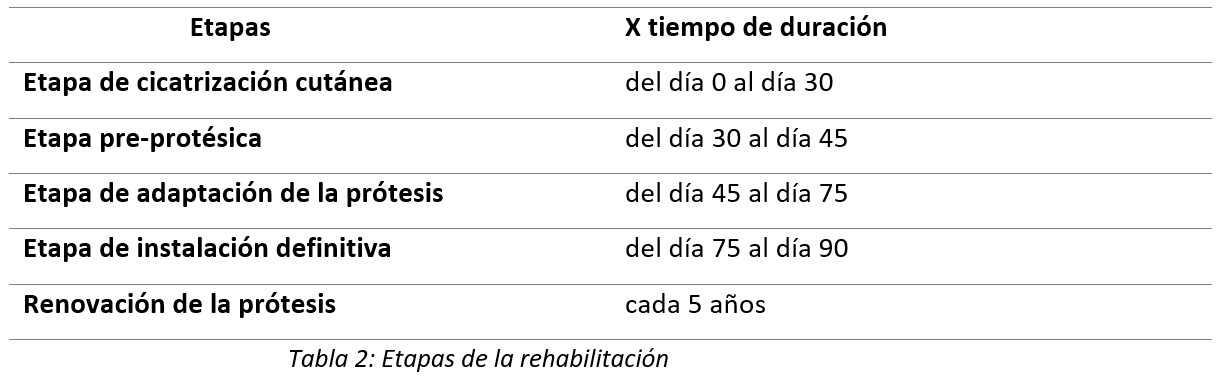 Etapas X tiempo de duración
Etapa de cicatrización cutánea del día 0 al día 30
Etapa pre-protésica del día 30 al día 45
Etapa de adaptación de la prótesis del día 45 al día 75
Etapa de instalación definitiva del día 75 al día 90
Renovación de la prótesis cada 5 años
Tabla 2: Etapas de la rehabilitación